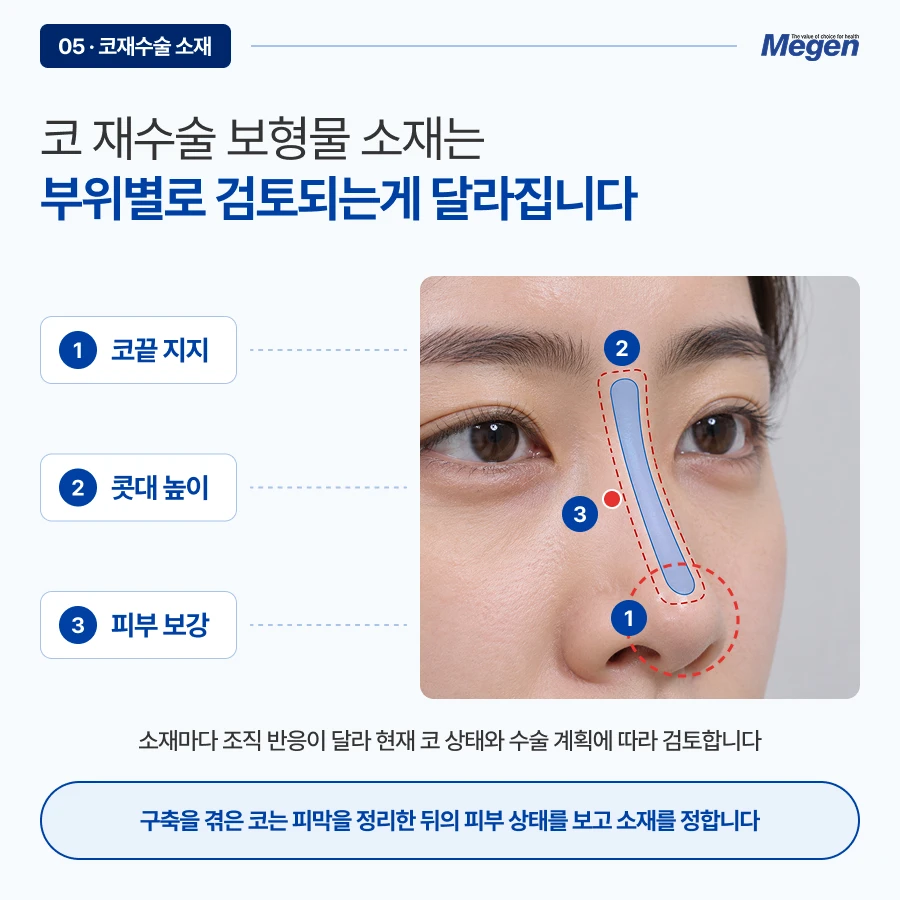 05 · 코재수술 소재
The value of choice for health
Megen
코 재수술 보형물 소재는
부위별로 검토되는게 달라집니다
1 코끝 지지
2 콧대 높이
3 피부 보강
2
3
1
소재마다 조직 반응이 달라 현재 코 상태와 수술 계획에 따라 검토합니다
구축을 겪은 코는 피막을 정리한 뒤의 피부 상태를 보고 소재를 정합니다